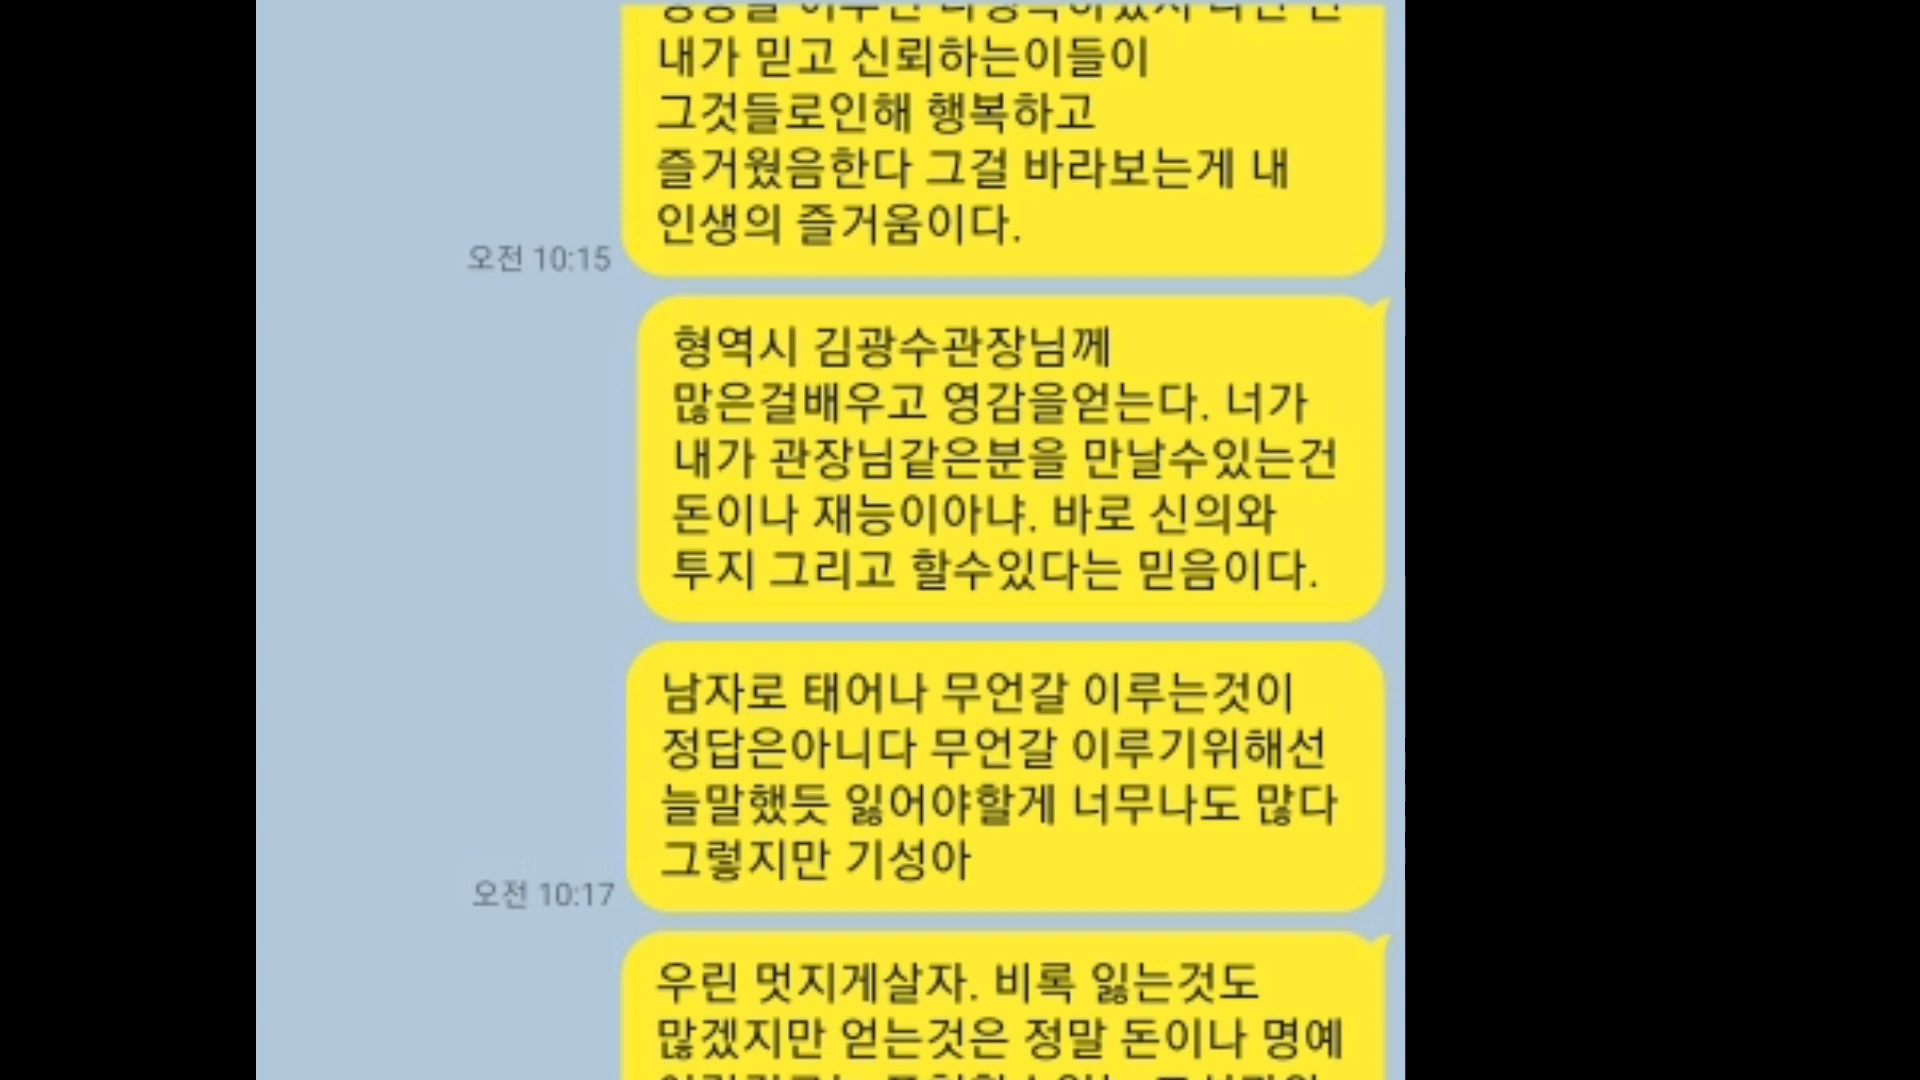 내가 믿고 신뢰하는이들이
그것들로인해 행복하고
즐거웠음한다 그걸 바라보는게 내
인생의 즐거움이다.
오전 10:15
형역시 김광수관장님께
많은걸배우고 영감을얻는다. 너가
내가 관장님같은분을 만날수있는건
돈이나 재능이아냐. 바로 신의와
투지 그리고 할수있다는 믿음이다.
남자로 태어나 무언갈 이루는것이
정답은아니다 무언갈 이루기위해선
늘말했듯 잃어야할게 너무나도 많다
그렇지만 기성아
오전 10:17
우린 멋지게살자. 비록 잃는것도
많겠지만 얻는것은 정말 돈이나 명예